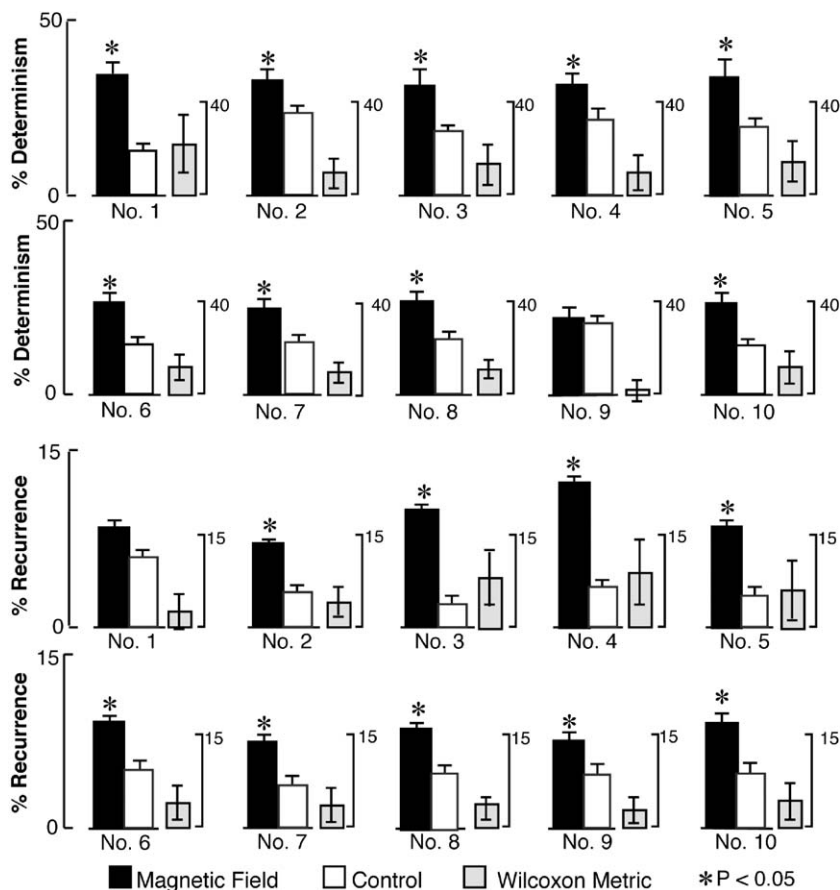 50
% Determinism
0
40
40
40
40
40
No. 1
No. 2
No. 3
No. 4
No. 5
50
% Determinism
0
40
40
40
40
40
No. 6
No. 7
No. 8
No. 9
No. 10
15
% Recurrence
0
15
15
15
15
15
No. 1
No. 2
No. 3
No. 4
No. 5
15
% Recurrence
0
15
15
15
15
15
No. 6
No. 7
No. 8
No. 9
No. 10
Magnetic Field Control Wilcoxon Metric *P < 0.05